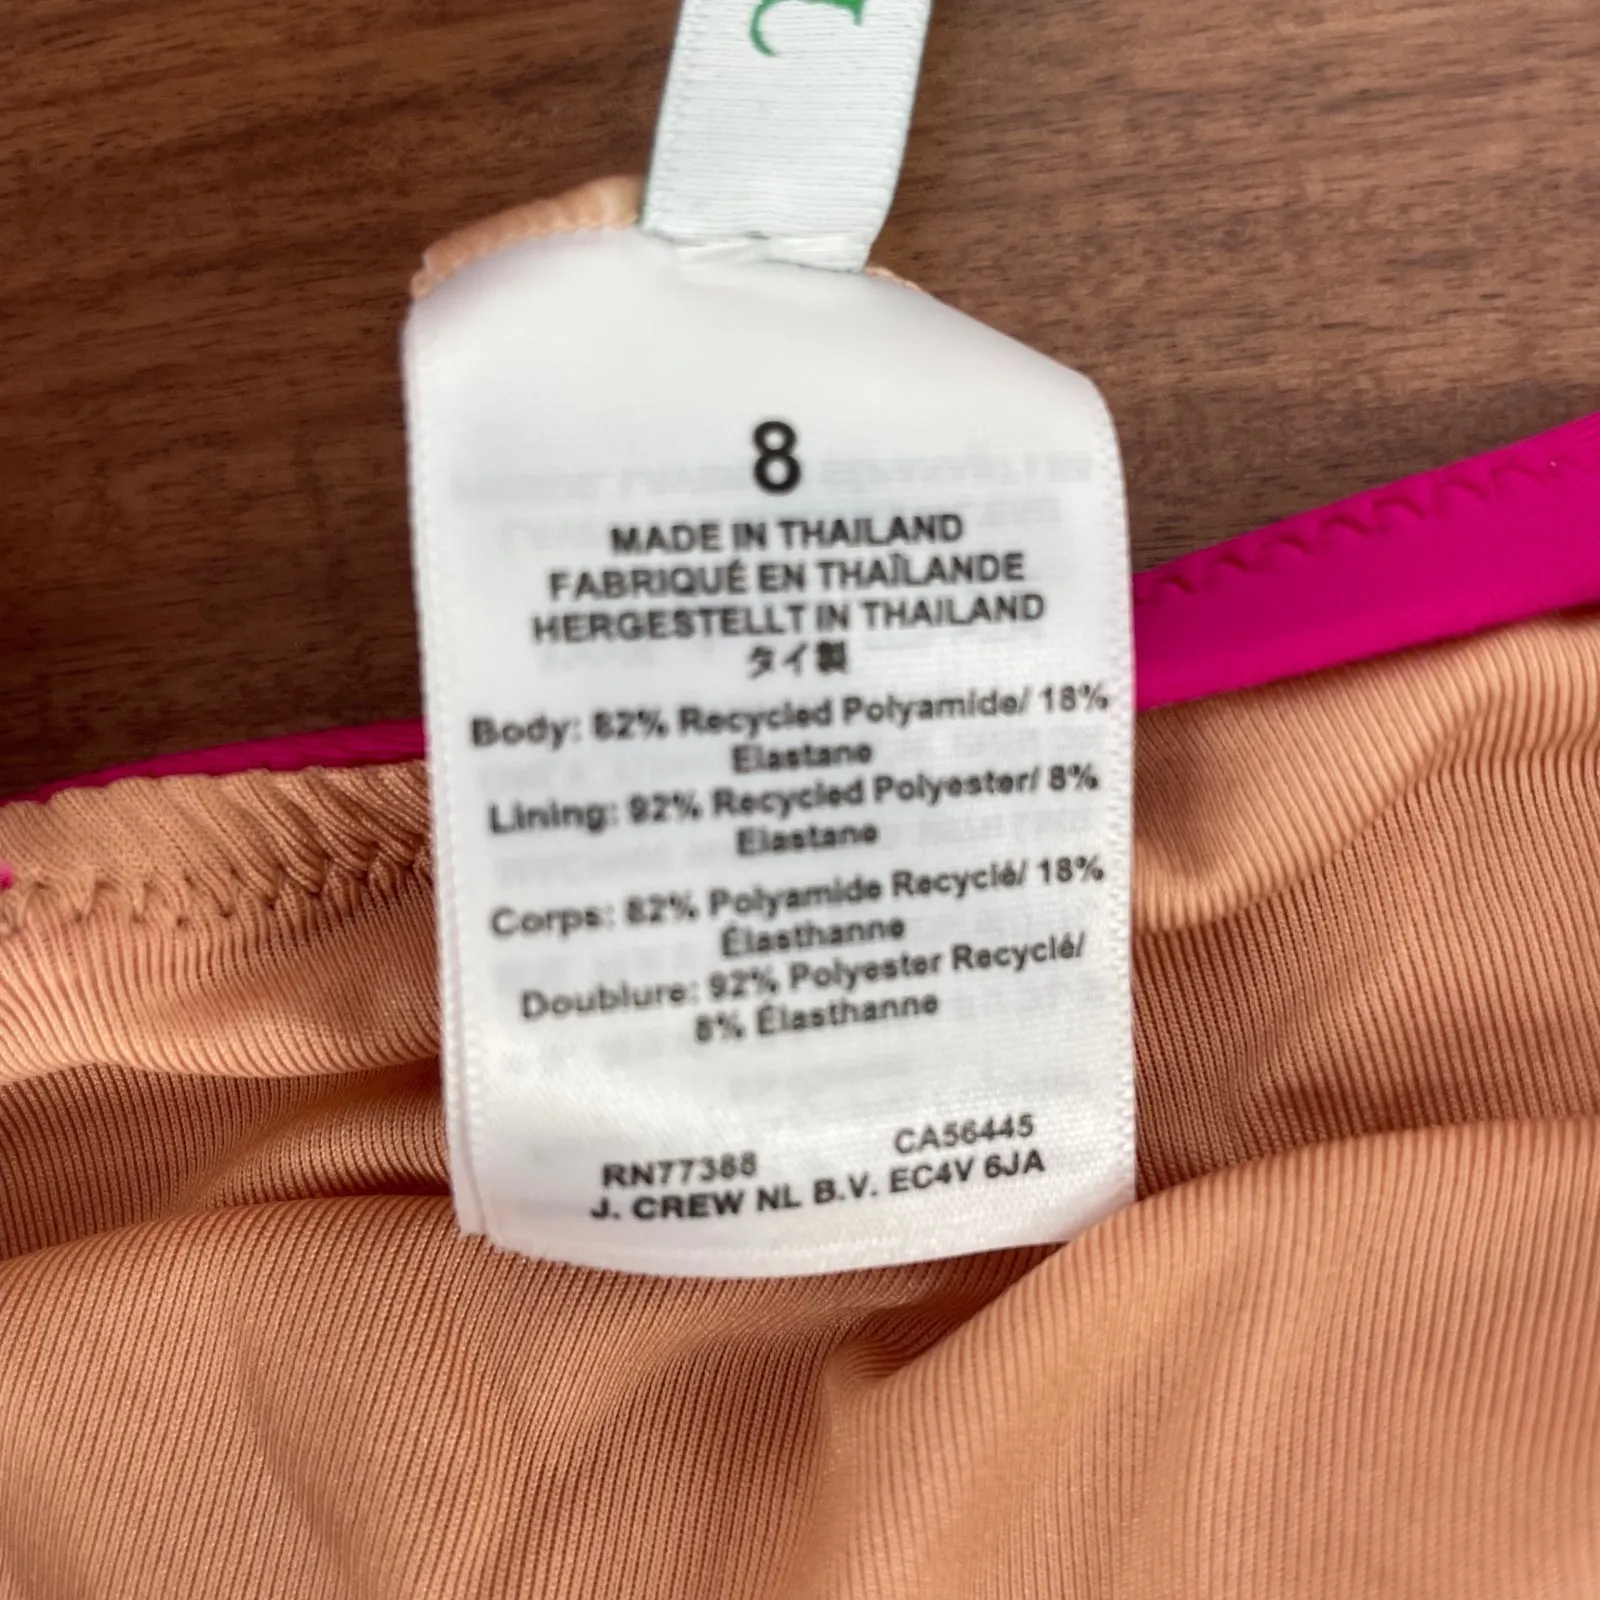 8
MADE IN THAILAND
FABRIQUÉ EN THAÏLANDE
HERGESTELLT IN THAILAND
タイ製
Body: 82% Recycled Polyamide/ 18%
Elastane
Lining: 92% Recycled Polyester/ 8%
Elastane
Corps: 82% Polyamide Recyclé/ 18%
Élasthanne
Doublure: 92% Polyester Recyclé/
8% Élasthanne
RN77388 CA56445
J. CREW NL B.V. EC4V 6JA